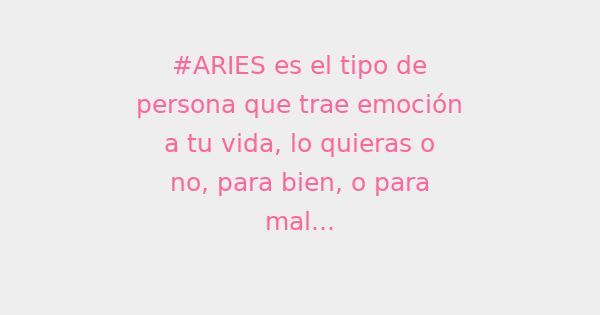 #ARIES es el tipo de
persona que trae emoción
a tu vida, lo quieras o
no, para bien, o para
mal...